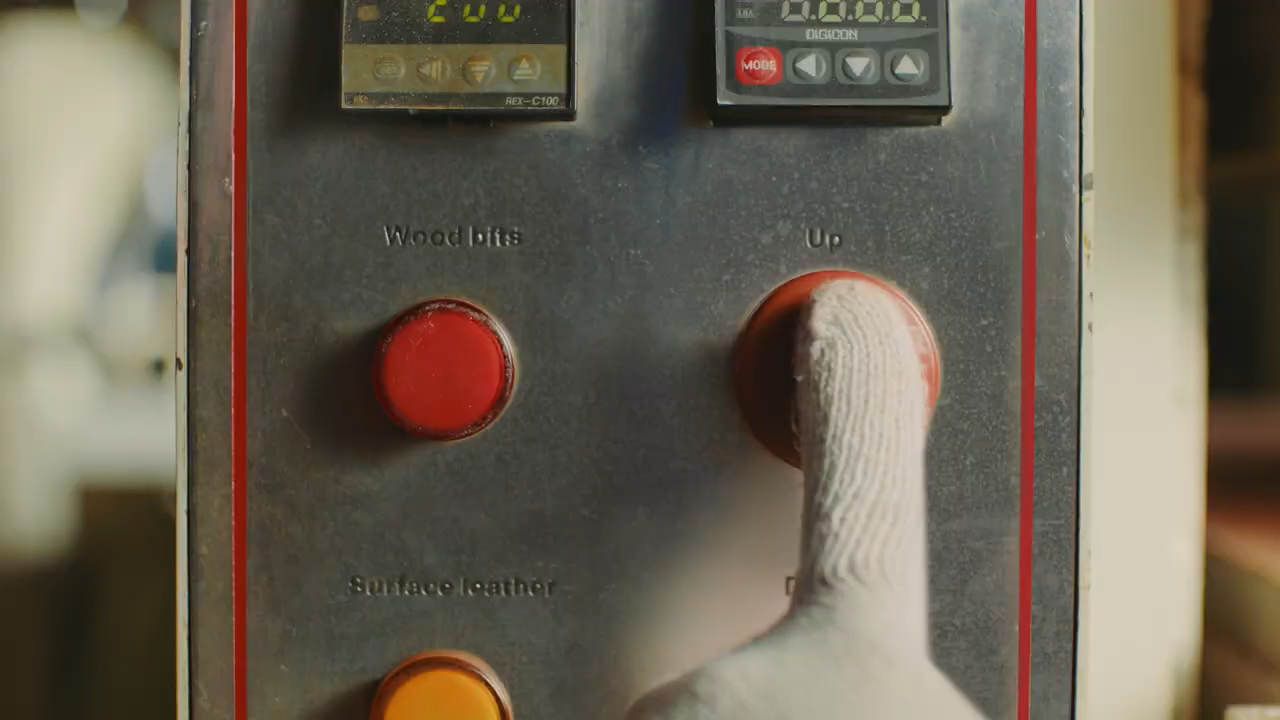 REX-C100
DIGICON
MODE
Wood bits
Up
Surface leather
D